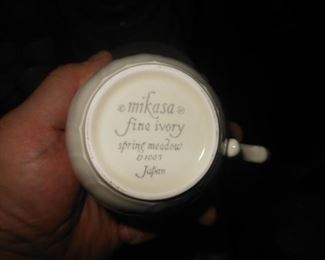 © mikasa ®
fine ivory
spring meadow
D1005
Japan